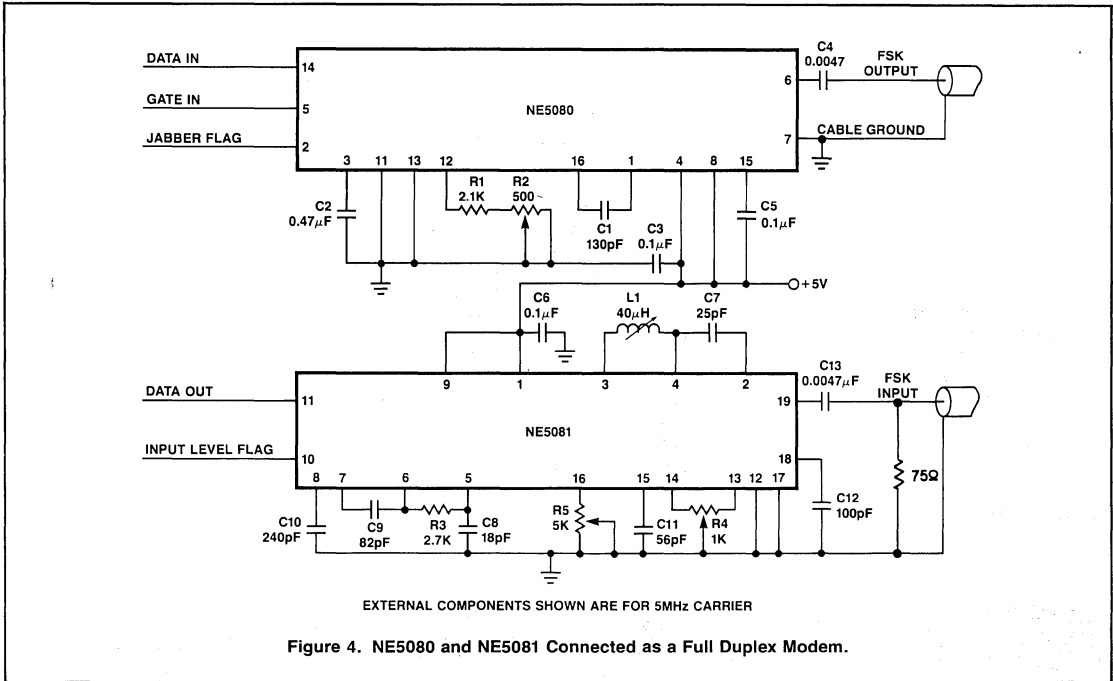 DATA IN
14
GATE IN
5
JABBER FLAG
2
NE5080
6
C4
0.0047
FSK
OUTPUT
7
CABLE GROUND
3
11
13
12
16
1
4
8
15
C2
0.47μF
R1
2.1K
R2
500
C1
130pF
C3
0.1μF
C5
0.1μF
+5V
C6
0.1μF
L1
40μH
C7
25pF
9
1
3
4
2
DATA OUT
11
INPUT LEVEL FLAG
10
NE5081
19
C13
0.0047μF
FSK
INPUT
18
75Ω
C12
100pF
8
7
6
5
16
15
14
13
12
17
C10
240pF
C9
82pF
R3
2.7K
C8
18pF
R5
5K
C11
56pF
R4
1K
EXTERNAL COMPONENTS SHOWN ARE FOR 5MHz CARRIER
Figure 4. NE5080 and NE5081 Connected as a Full Duplex Modem.